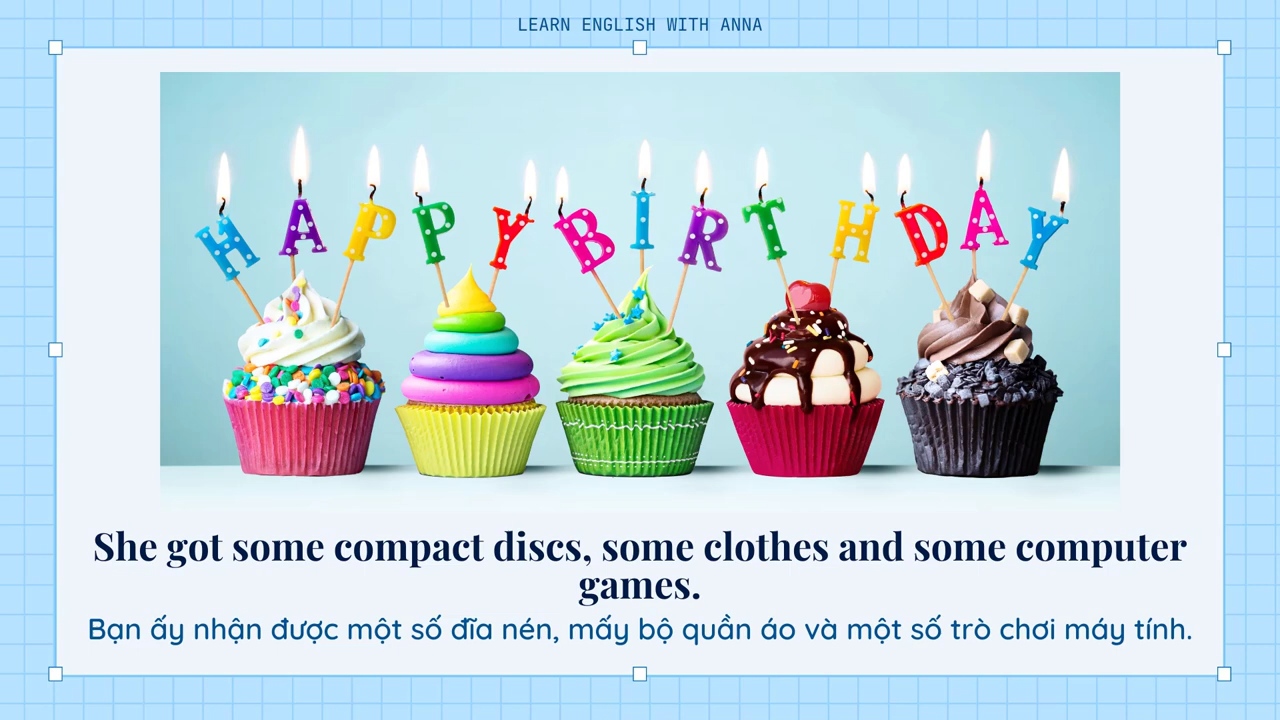 LEARN ENGLISH WITH ANNA
HAPPY BIRTHDAY
She got some compact discs, some clothes and some computer
games.
Bạn ấy nhận được một số đĩa nén, mấy bộ quần áo và một số trò chơi máy tính.